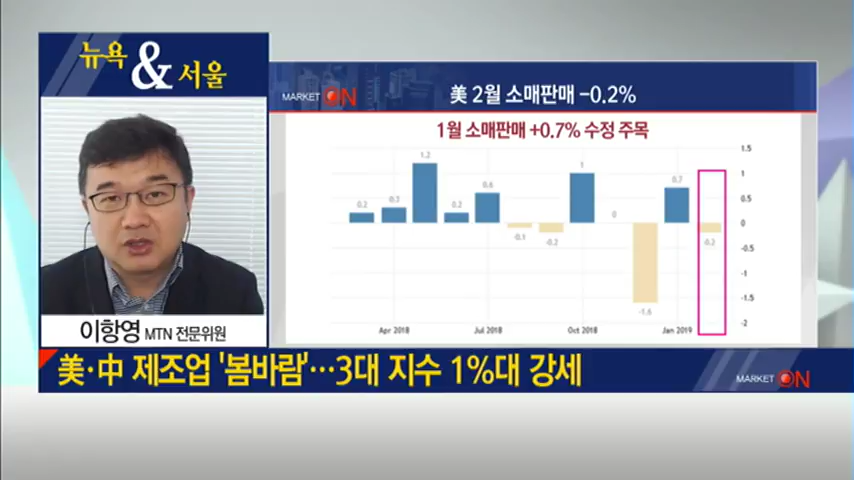 뉴욕 & 서울
MARKET ON
美 2월 소매판매 -0.2%
1월 소매판매 +0.7% 수정 주목
0.2
0.3
1.2
0.2
0.6
-0.1
-0.2
1
0
-1.6
0.7
-0.2
1.5
1
0.5
0
-0.5
-1
-1.5
-2
Apr 2018
Jul 2018
Oct 2018
Jan 2019
이항영 MTN 전문위원
美·中 제조업 '봄바람'…3대 지수 1%대 강세
MARKET ON